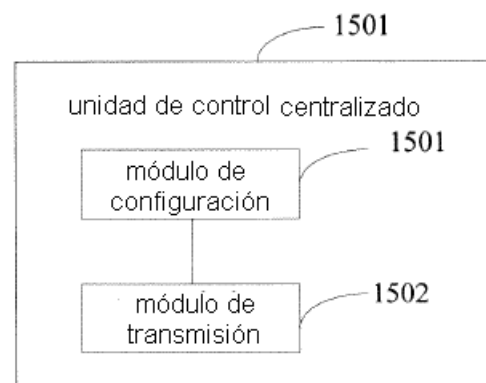 1501
unidad de control centralizado
1501
módulo de
configuración
1502
módulo de
transmisión